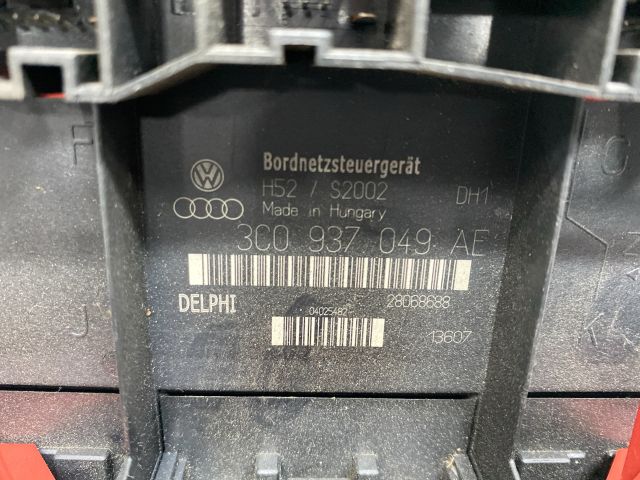 F
G
Bordnetzsteuergerät
H52 / S2002 DH1
Made in Hungary
3C0 937 049 AE
DELPHI 28068688
04025482
J
13607
K